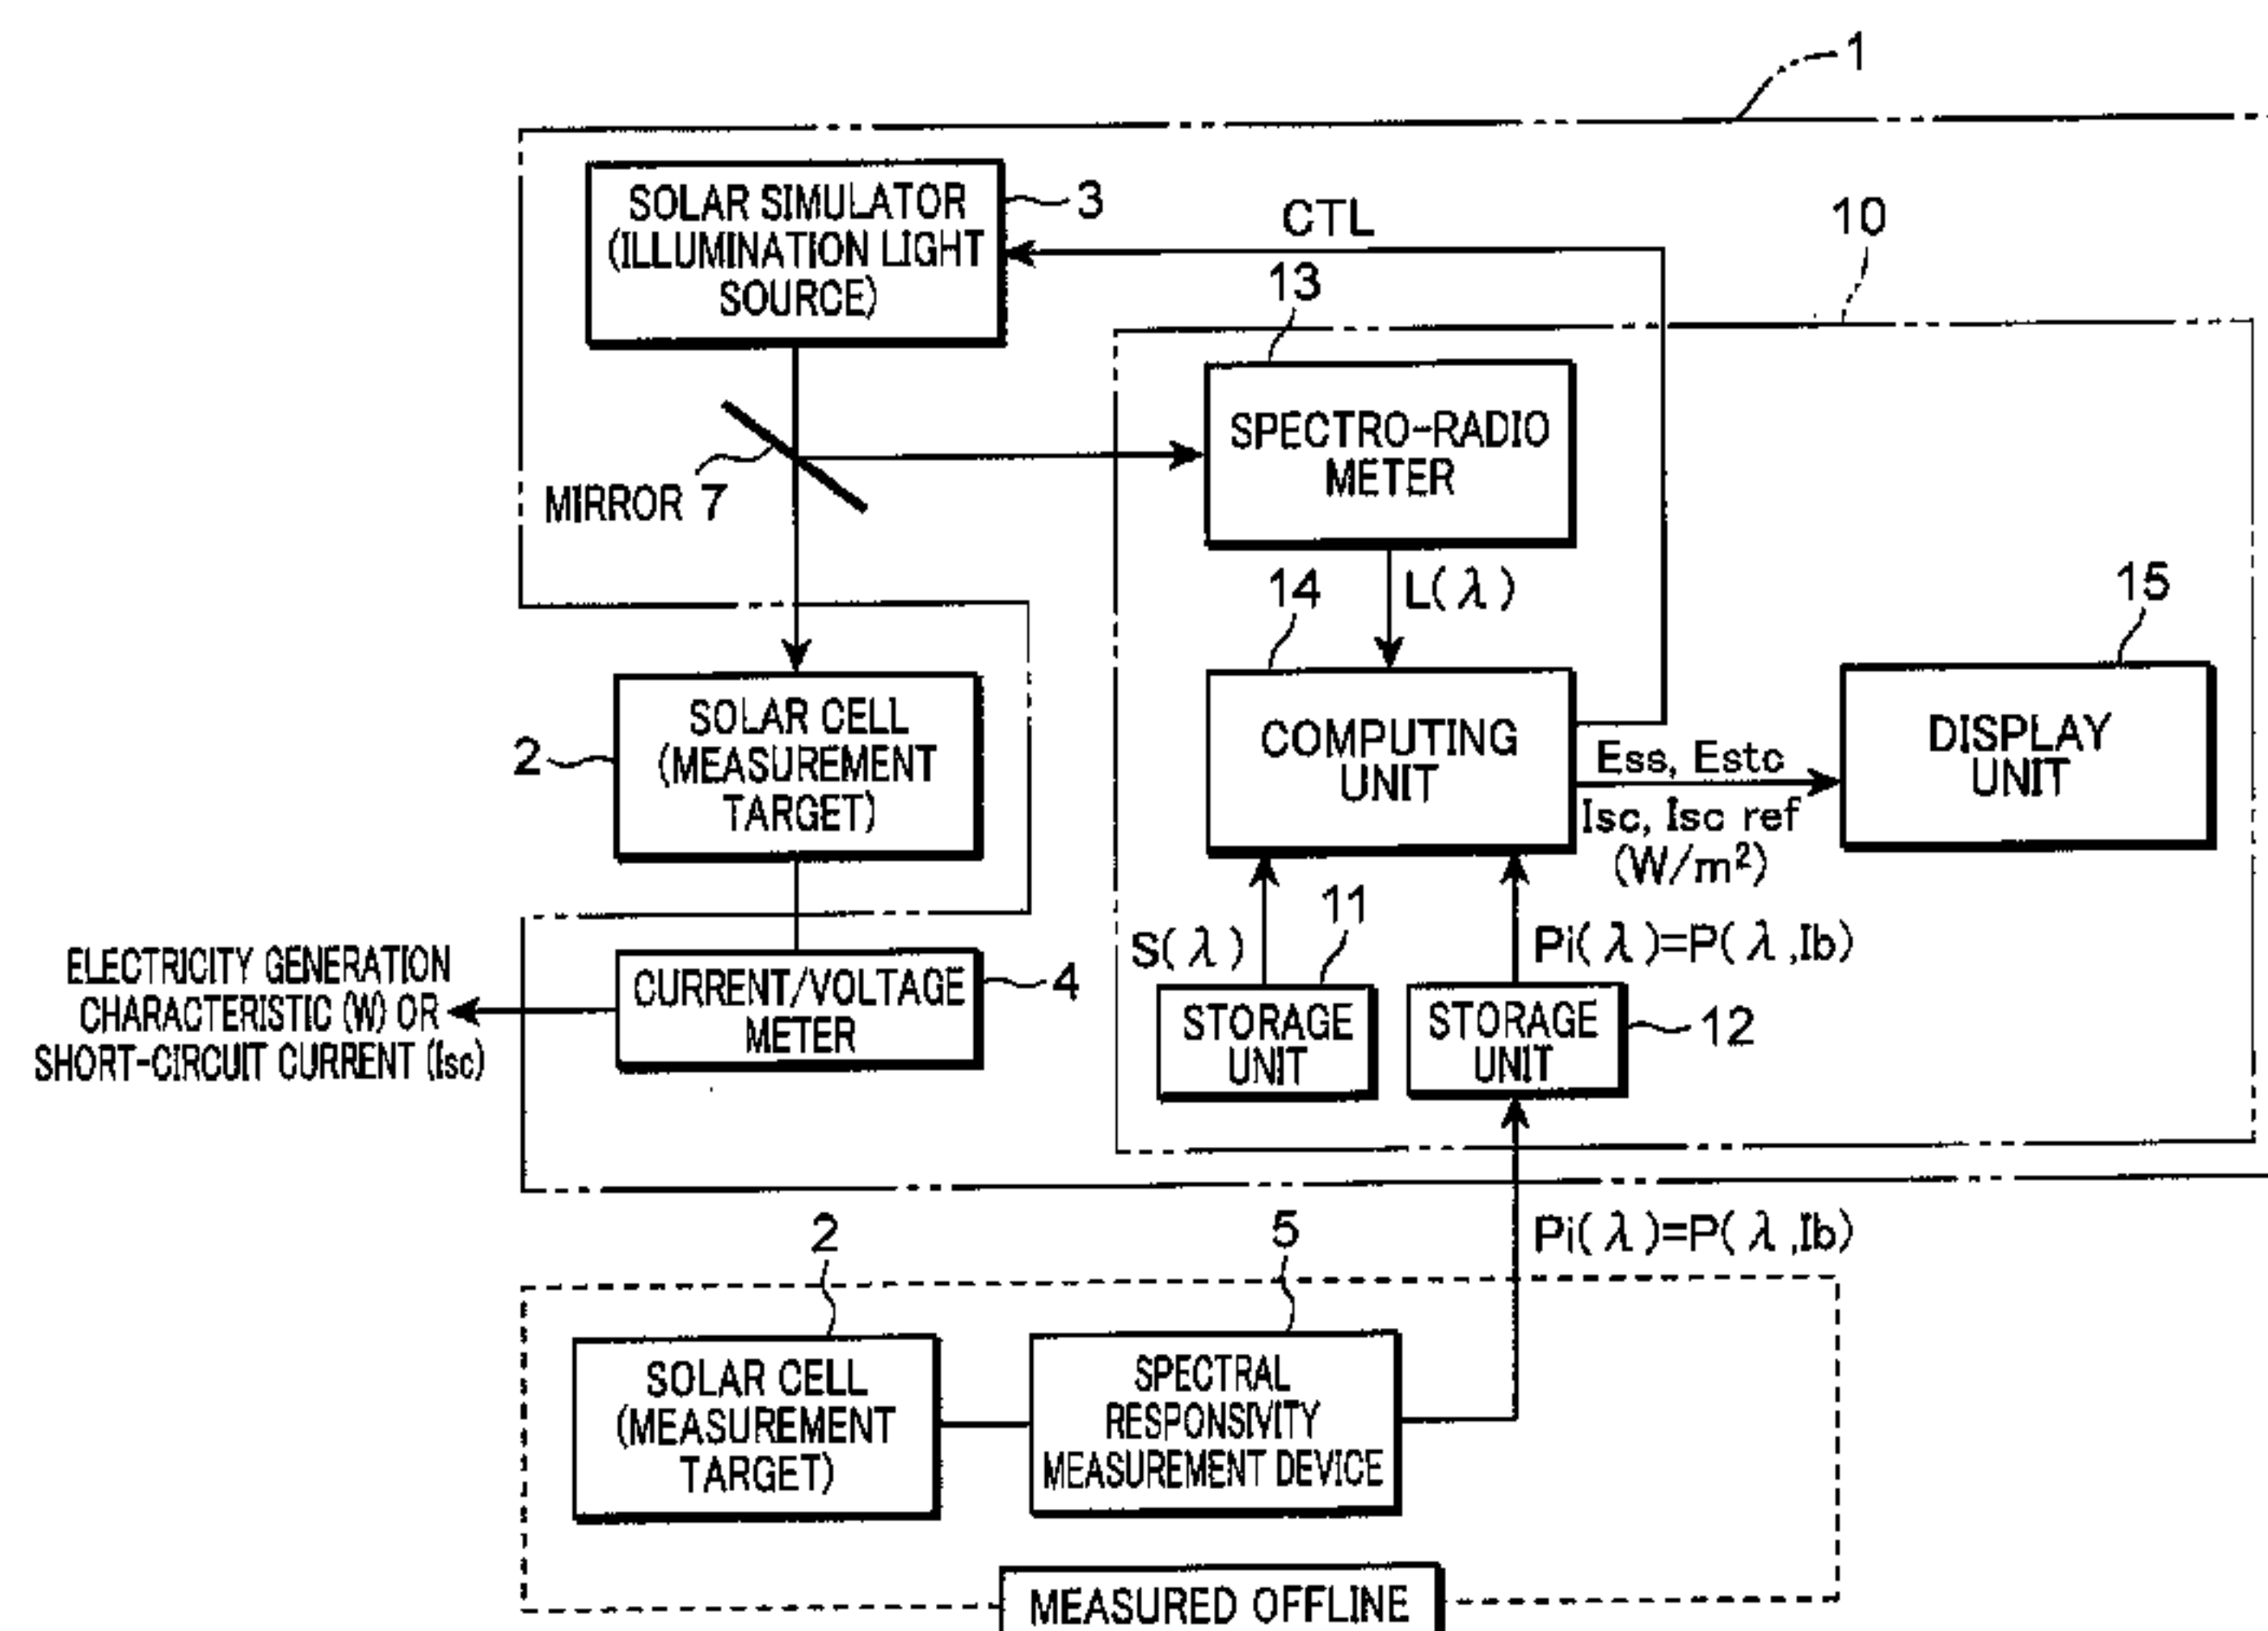 1
SOLAR SIMULATOR
(ILLUMINATION LIGHT
SOURCE)
3
CTL
10
13
SPECTRO-RADIO
METER
MIRROR 7
L(λ)
14
15
COMPUTING
UNIT
Ess, Estc
Isc, Isc ref
(W/m²)
DISPLAY
UNIT
2
SOLAR CELL
(MEASUREMENT
TARGET)
S(λ)
11
Pi(λ)=P(λ,Ib)
ELECTRICITY GENERATION
CHARACTERISTIC (W) OR
SHORT-CIRCUIT CURRENT (Isc)
CURRENT/VOLTAGE
METER
4
STORAGE
UNIT
STORAGE
UNIT
12
Pi(λ)=P(λ,Ib)
2
5
SOLAR CELL
(MEASUREMENT
TARGET)
SPECTRAL
RESPONSIVITY
MEASUREMENT DEVICE
MEASURED OFFLINE